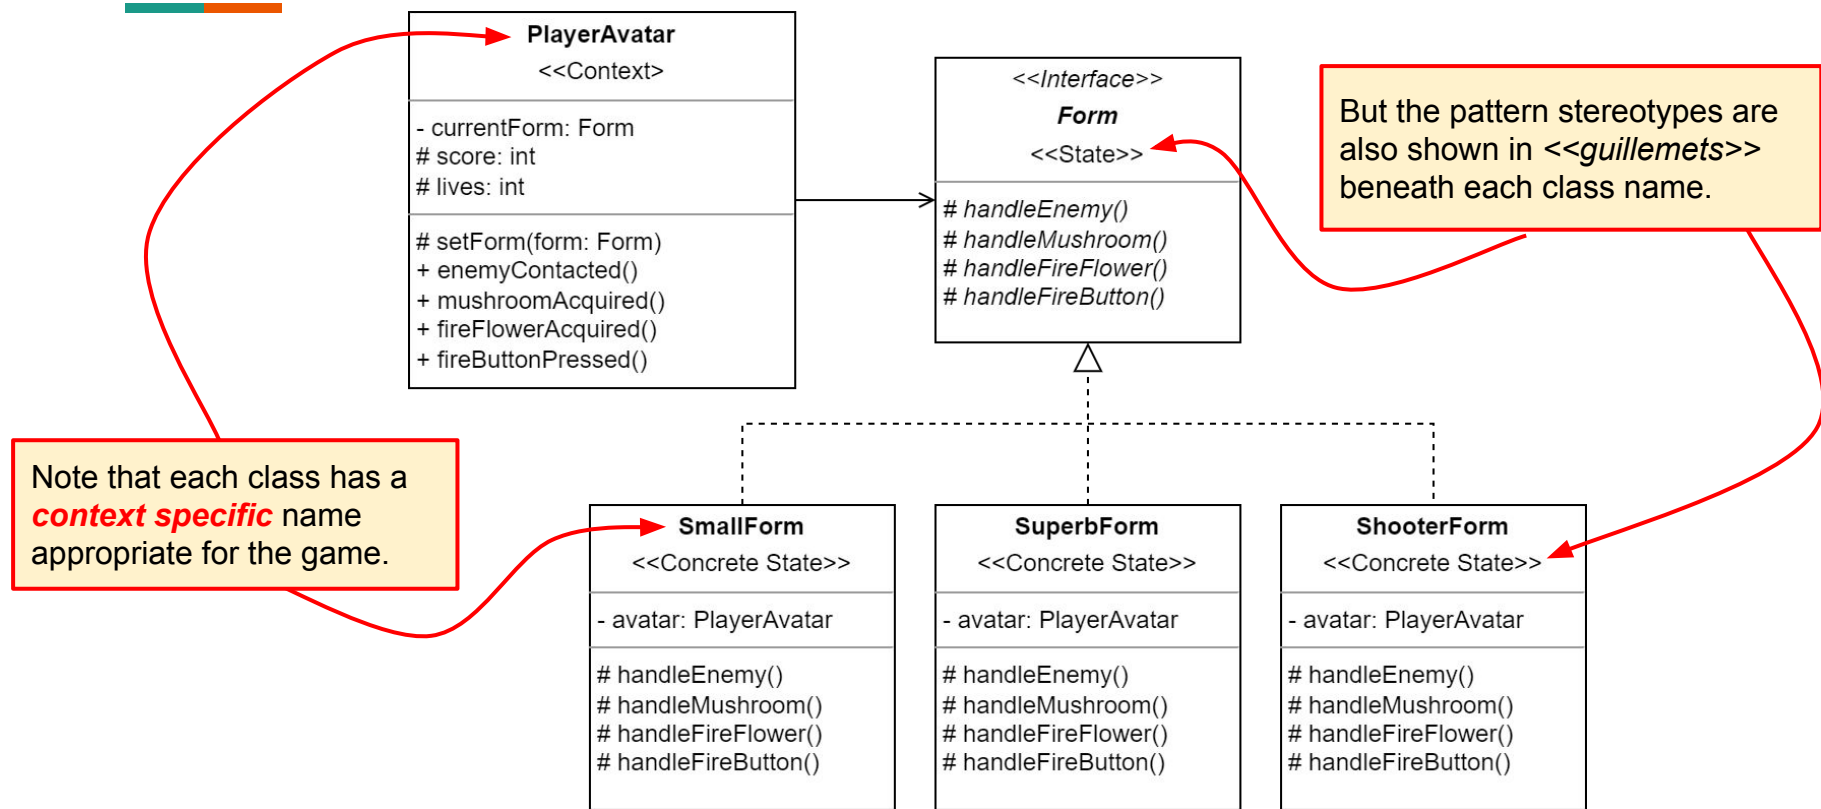 PlayerAvatar
<<Context>
- currentForm: Form
# score: int
# lives: int
# setForm(form: Form)
+ enemyContacted()
+ mushroomAcquired()
+ fireFlowerAcquired()
+ fireButtonPressed()
<<Interface>>
Form
<<State>>
# handleEnemy()
# handleMushroom()
# handleFireFlower()
# handleFireButton()
But the pattern stereotypes are
also shown in <<guillemets>>
beneath each class name.
Note that each class has a
context specific name
appropriate for the game.
SmallForm
<<Concrete State>>
- avatar: PlayerAvatar
# handleEnemy()
# handleMushroom()
# handleFireFlower()
# handleFireButton()
SuperbForm
<<Concrete State>>
- avatar: PlayerAvatar
# handleEnemy()
# handleMushroom()
# handleFireFlower()
# handleFireButton()
ShooterForm
<<Concrete State>>
- avatar: PlayerAvatar
# handleEnemy()
# handleMushroom()
# handleFireFlower()
# handleFireButton()